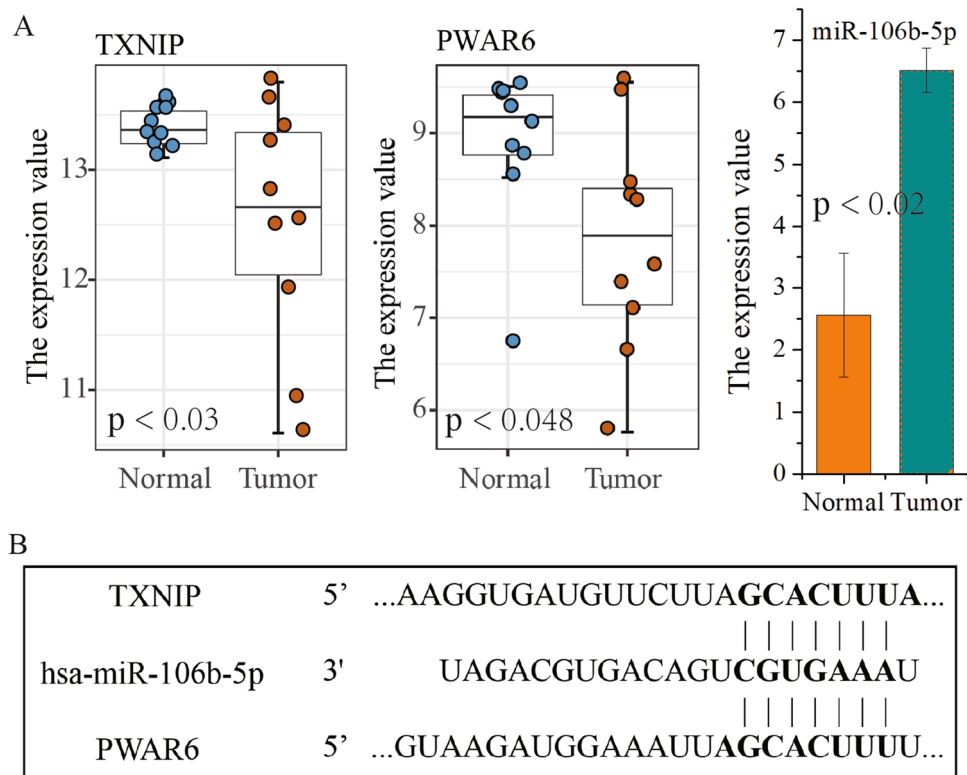 A
TXNIP
The expression value
13
12
11
p < 0.03
Normal Tumor
PWAR6
The expression value
9
8
7
6
p < 0.048
Normal Tumor
miR-106b-5p
The expression value
7
6
5
4
3
2
1
0
p < 0.02
Normal Tumor
B
TXNIP 5’ ...AAGGUGAUGUUCUUAGCACUUUA...
hsa-miR-106b-5p 3' UAGACGUGACAGUCGUGAAAU
PWAR6 5’ ...GUAAGAUGGAAAUUAGCACUUUU...